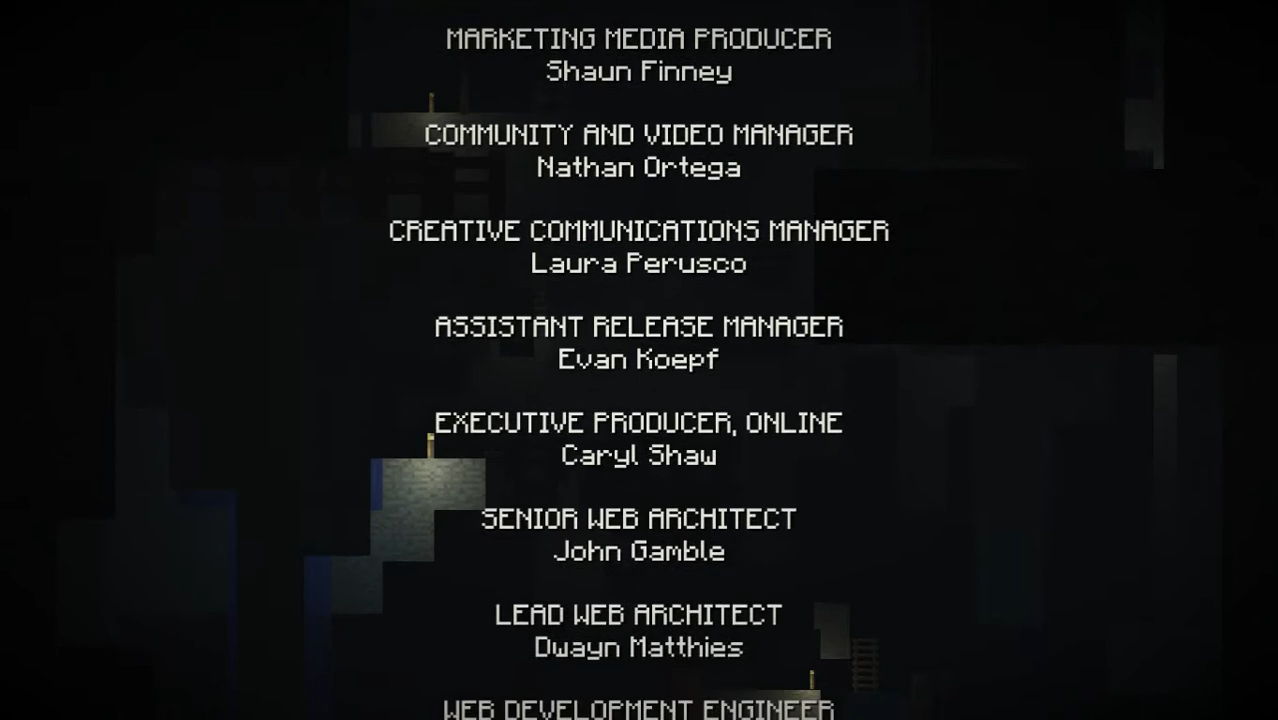 MARKETING MEDIA PRODUCER
Shaun Finney
COMMUNITY AND VIDEO MANAGER
Nathan Ortega
CREATIVE COMMUNICATIONS MANAGER
Laura Perusco
ASSISTANT RELEASE MANAGER
Evan Koepf
EXECUTIVE PRODUCER, ONLINE
Caryl Shaw
SENIOR WEB ARCHITECT
John Gamble
LEAD WEB ARCHITECT
Dwayn Matthies
WEB DEVELOPMENT ENGINEER